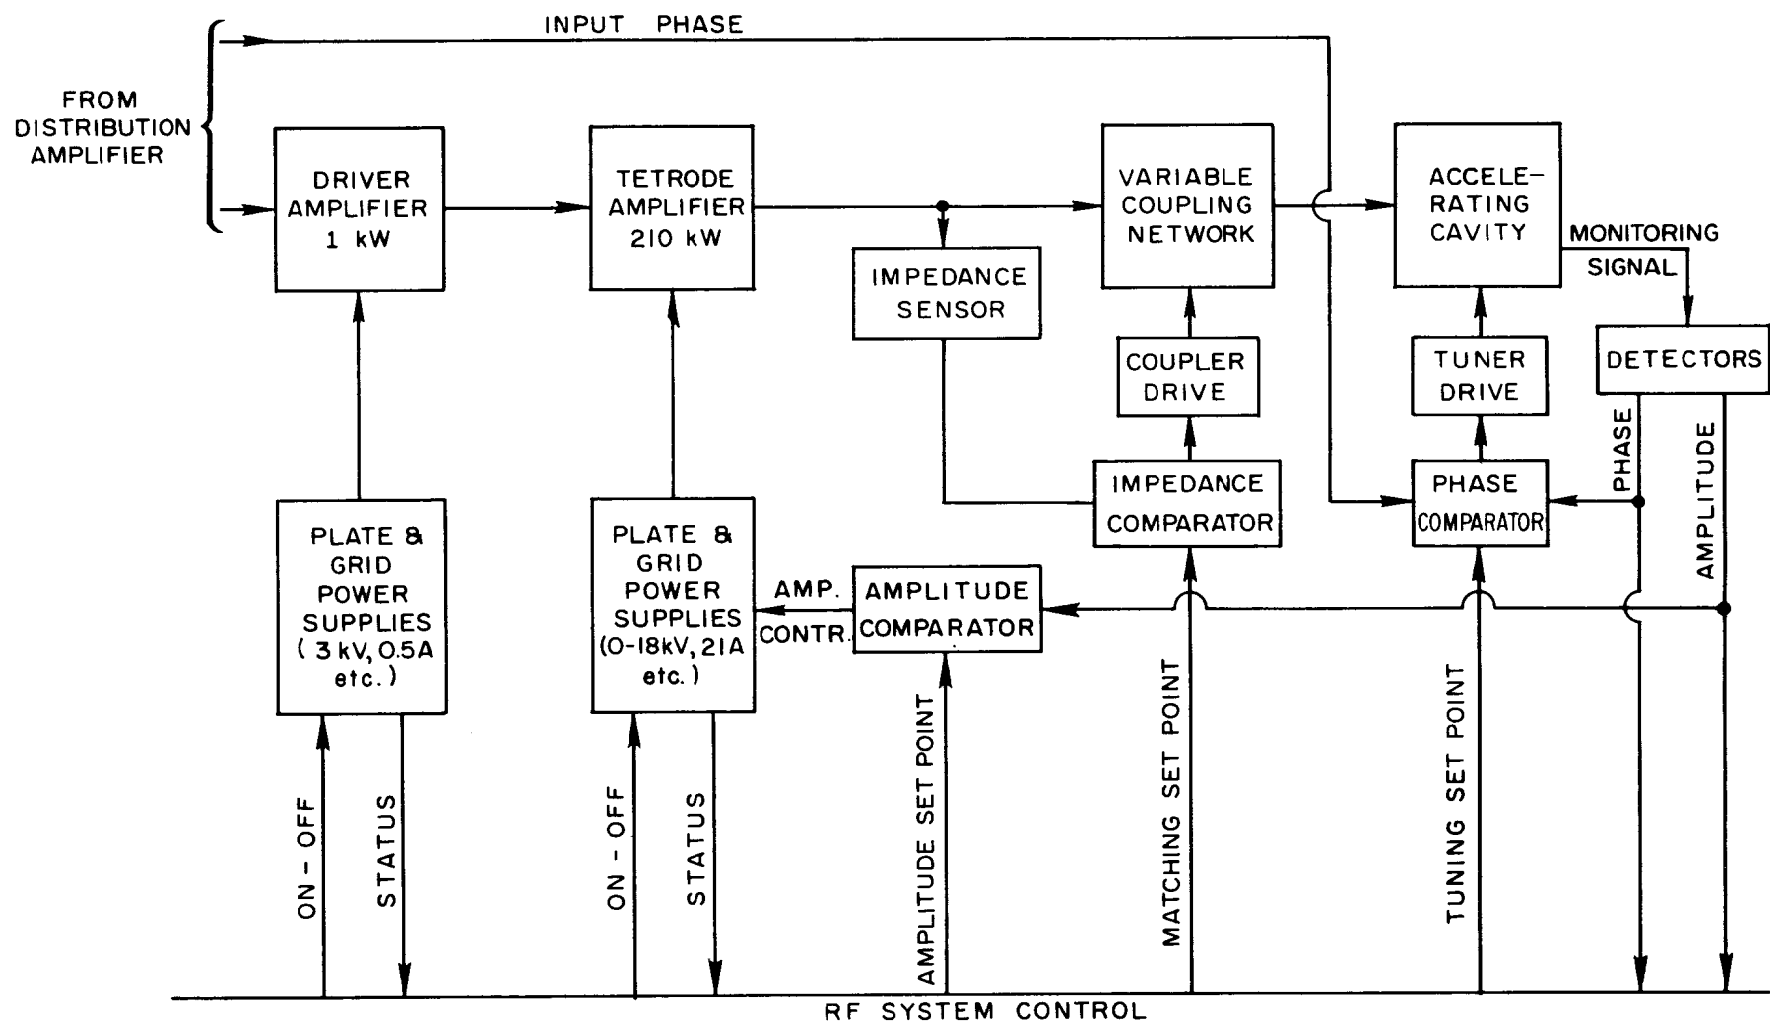 INPUT PHASE
FROM
DISTRIBUTION
AMPLIFIER
DRIVER
AMPLIFIER
1 kW
TETRODE
AMPLIFIER
210 kW
VARIABLE
COUPLING
NETWORK
ACCELE-
RATING
CAVITY
MONITORING
SIGNAL
IMPEDANCE
SENSOR
COUPLER
DRIVE
TUNER
DRIVE
DETECTORS
PHASE
AMPLITUDE
IMPEDANCE
COMPARATOR
PHASE
COMPARATOR
PLATE &
GRID
POWER
SUPPLIES
(3 kV, 0.5A
etc.)
PLATE &
GRID
POWER
SUPPLIES
(0-18kV, 21A
etc.)
AMP.
CONTR.
AMPLITUDE
COMPARATOR
ON-OFF
STATUS
ON-OFF
STATUS
AMPLITUDE SET POINT
MATCHING SET POINT
TUNING SET POINT
RF SYSTEM CONTROL